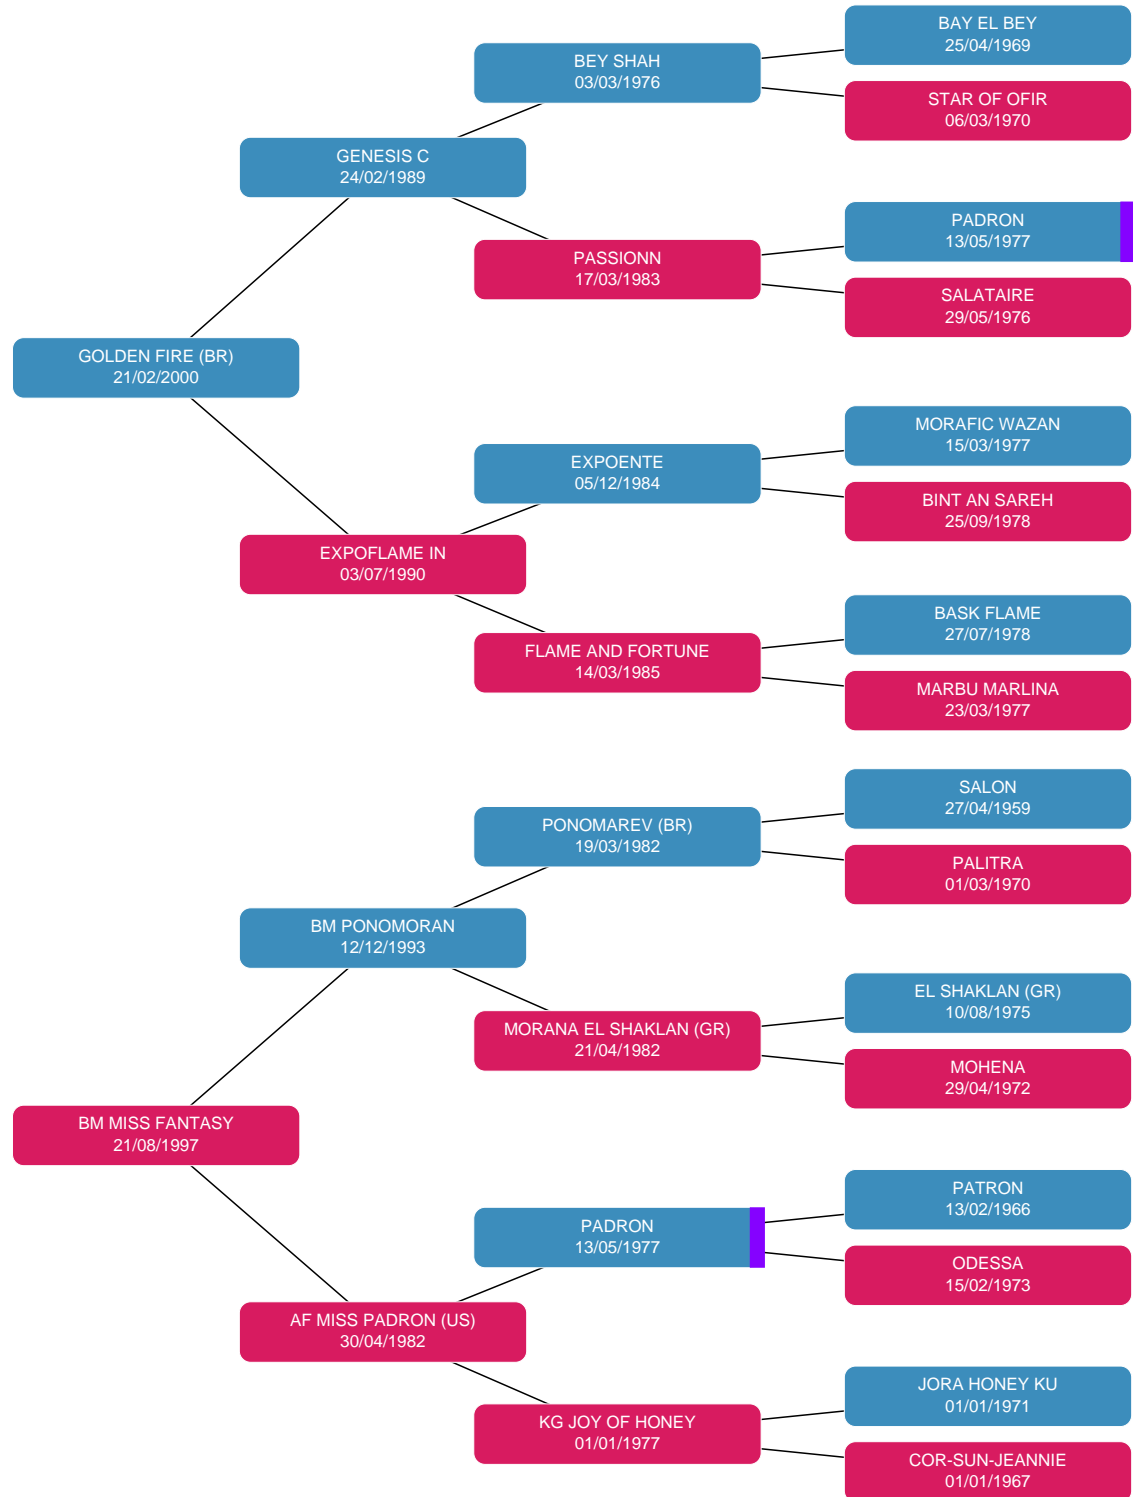 BAY EL BEY
25/04/1969
BEY SHAH
03/03/1976
STAR OF OFIR
06/03/1970
GENESIS C
24/02/1989
PADRON
13/05/1977
PASSIONN
17/03/1983
SALATAIRE
29/05/1976
GOLDEN FIRE (BR)
21/02/2000
MORAFIC WAZAN
15/03/1977
EXPOENTE
05/12/1984
BINT AN SAREH
25/09/1978
EXPOFLAME IN
03/07/1990
BASK FLAME
27/07/1978
FLAME AND FORTUNE
14/03/1985
MARBU MARLINA
23/03/1977
SALON
27/04/1959
PONOMAREV (BR)
19/03/1982
PALITRA
01/03/1970
BM PONOMORAN
12/12/1993
EL SHAKLAN (GR)
10/08/1975
MORANA EL SHAKLAN (GR)
21/04/1982
MOHENA
29/04/1972
BM MISS FANTASY
21/08/1997
PATRON
13/02/1966
PADRON
13/05/1977
ODESSA
15/02/1973
AF MISS PADRON (US)
30/04/1982
JORA HONEY KU
01/01/1971
KG JOY OF HONEY
01/01/1977
COR-SUN-JEANNIE
01/01/1967